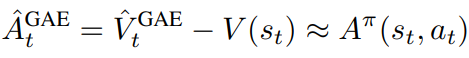 Â_t^GAE = V̂_t^GAE − V(s_t) ≈ A^π(s_t, a_t)